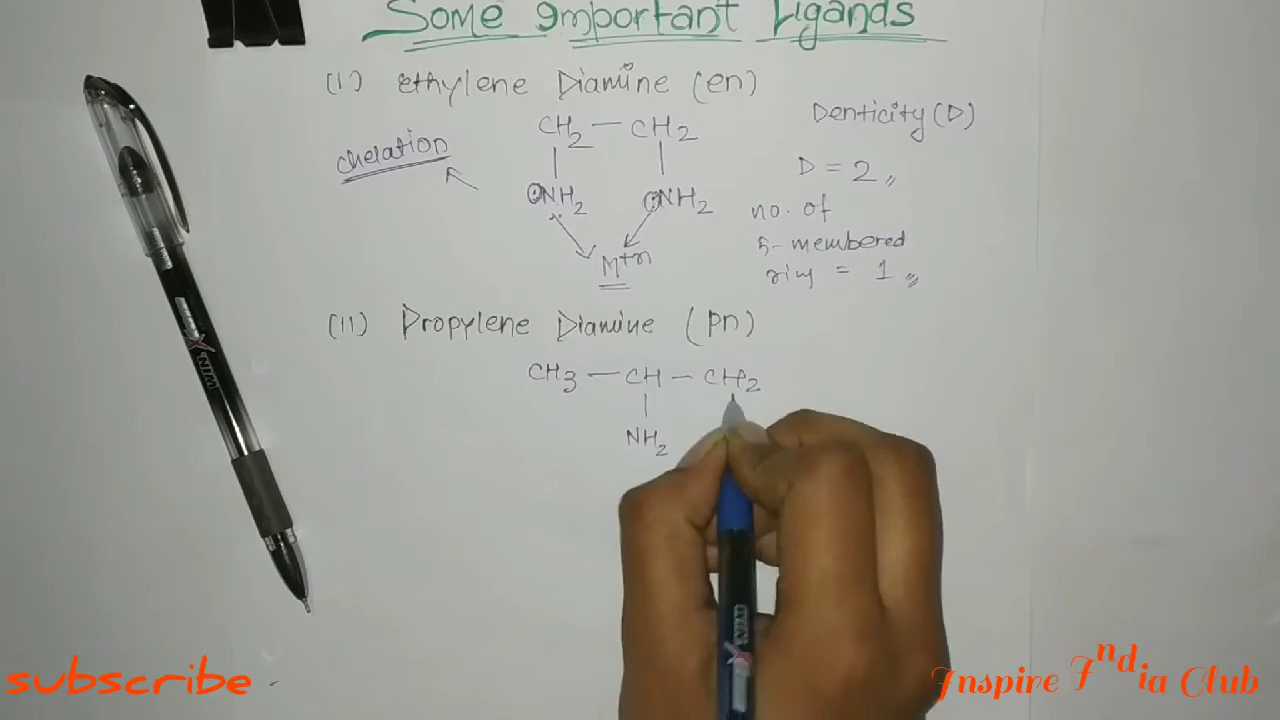 Some Important Ligands
(I) ethylene Diamine (en)
CH2 — CH2
Denticity (D)
chelation
D = 2
NH2 NH2
no. of
5-membered
M+n
ring = 1
(II) Propylene Diamine (pn)
CH3 — CH — CH2
NH2
WIN
subscribe
Inspire India Club